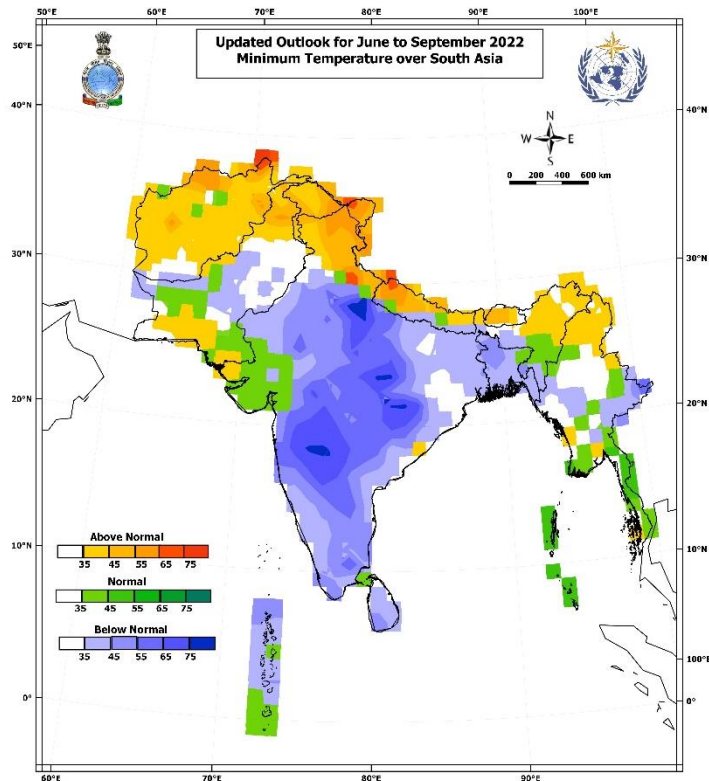 50°E
60°E
70°E
80°E
90°E
100°E
Updated Outlook for June to September 2022
Minimum Temperature over South Asia
50°N
40°N
40°N
N
W E
S
0 200 400 600 km
30°N
30°N
20°N
20°N
10°N
10°N
Above Normal
35 45 55 65 75
Normal
35 45 55 65 75
Below Normal
35 45 55 65 75
100°E
0°
0°
60°E
70°E
80°E
90°E